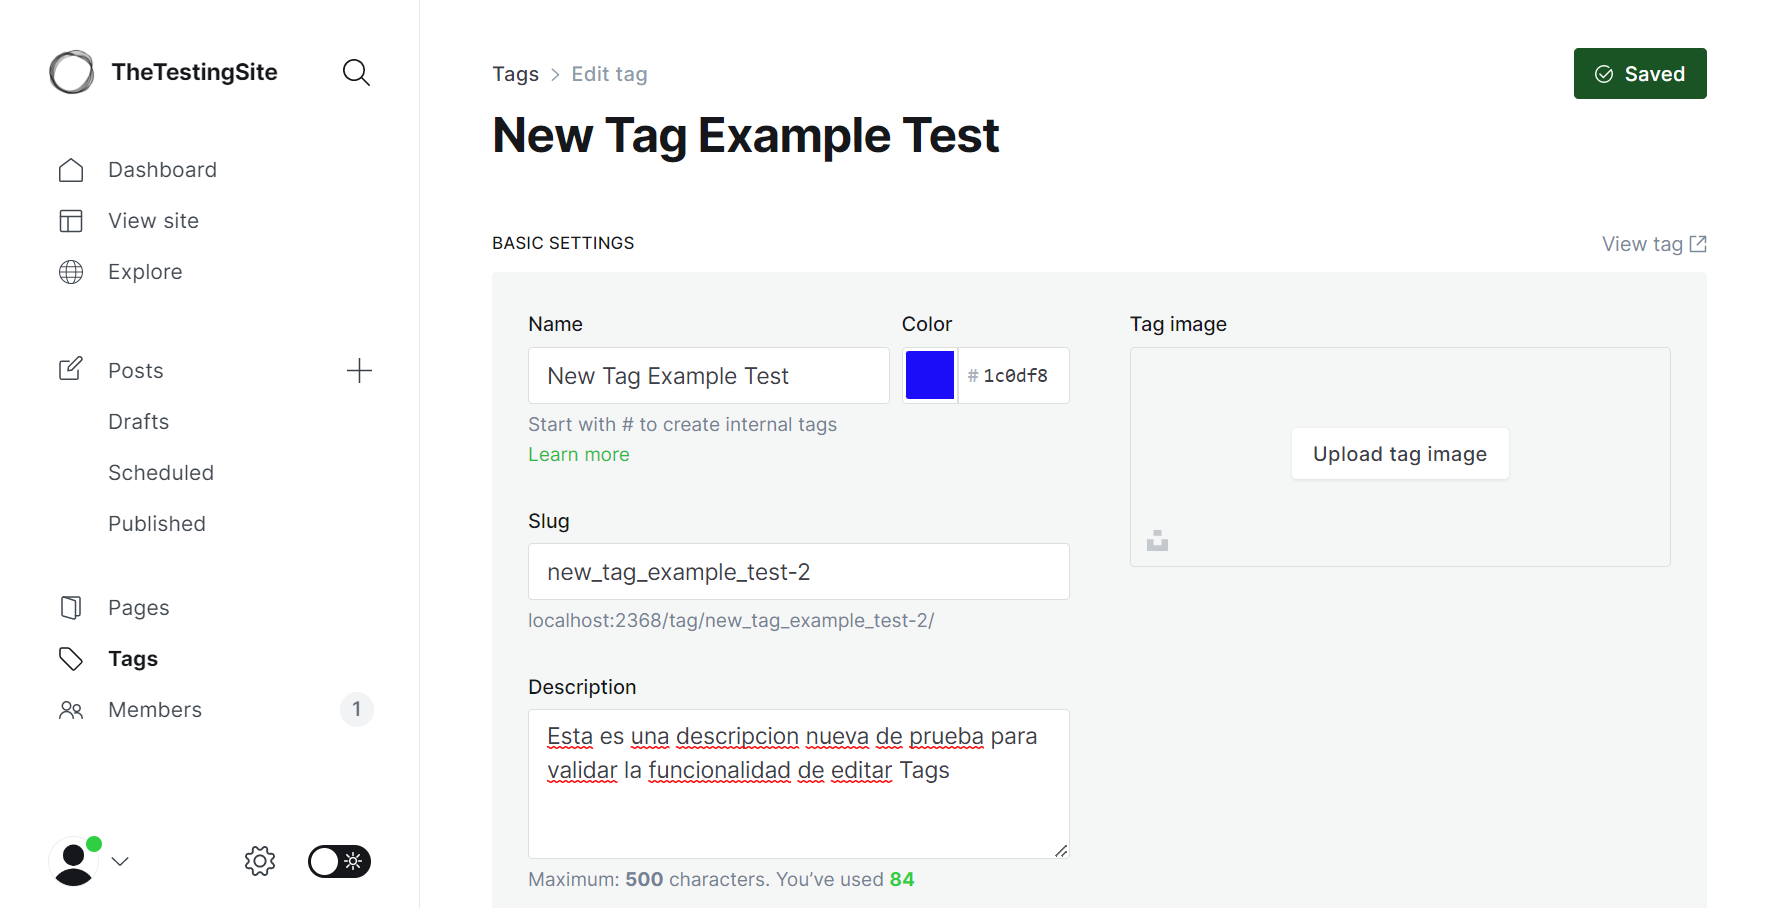 TheTestingSite
Dashboard
View site
Explore
Posts
Drafts
Scheduled
Published
Pages
Tags
Members
1
Tags > Edit tag
Saved
New Tag Example Test
BASIC SETTINGS
View tag
Name
New Tag Example Test
Start with # to create internal tags
Learn more
Color
# 1c0df8
Slug
new_tag_example_test-2
localhost:2368/tag/new_tag_example_test-2/
Description
Esta es una descripcion nueva de prueba para
validar la funcionalidad de editar Tags
Maximum: 500 characters. You’ve used 84
Tag image
Upload tag image